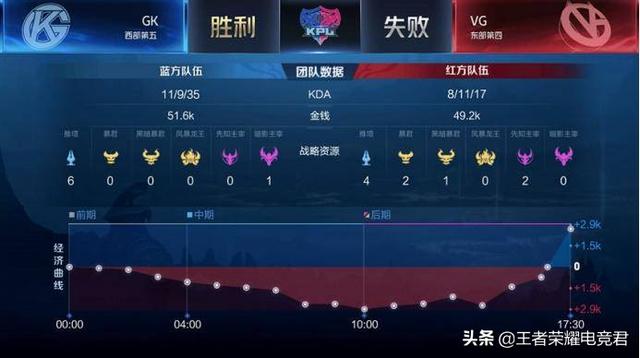 GK
西部第五
胜利
KPL
失败
VG
东部第四
蓝方队伍
团队数据
红方队伍
11/9/35
KDA
8/11/17
51.6k
金钱
49.2k
推塔 暴君 黑暗暴君 风暴龙王 先知主宰 暗影主宰
战略资源
推塔 暴君 黑暗暴君 风暴龙王 先知主宰 暗影主宰
6 0 0 0 0 1
4 2 1 0 2 0
前期 中期 后期
经济曲线
+2.9k
+1.5k
0
+1.5k
+2.9k
00:00 04:00 10:00 17:30
头条 @王者荣耀电竞君